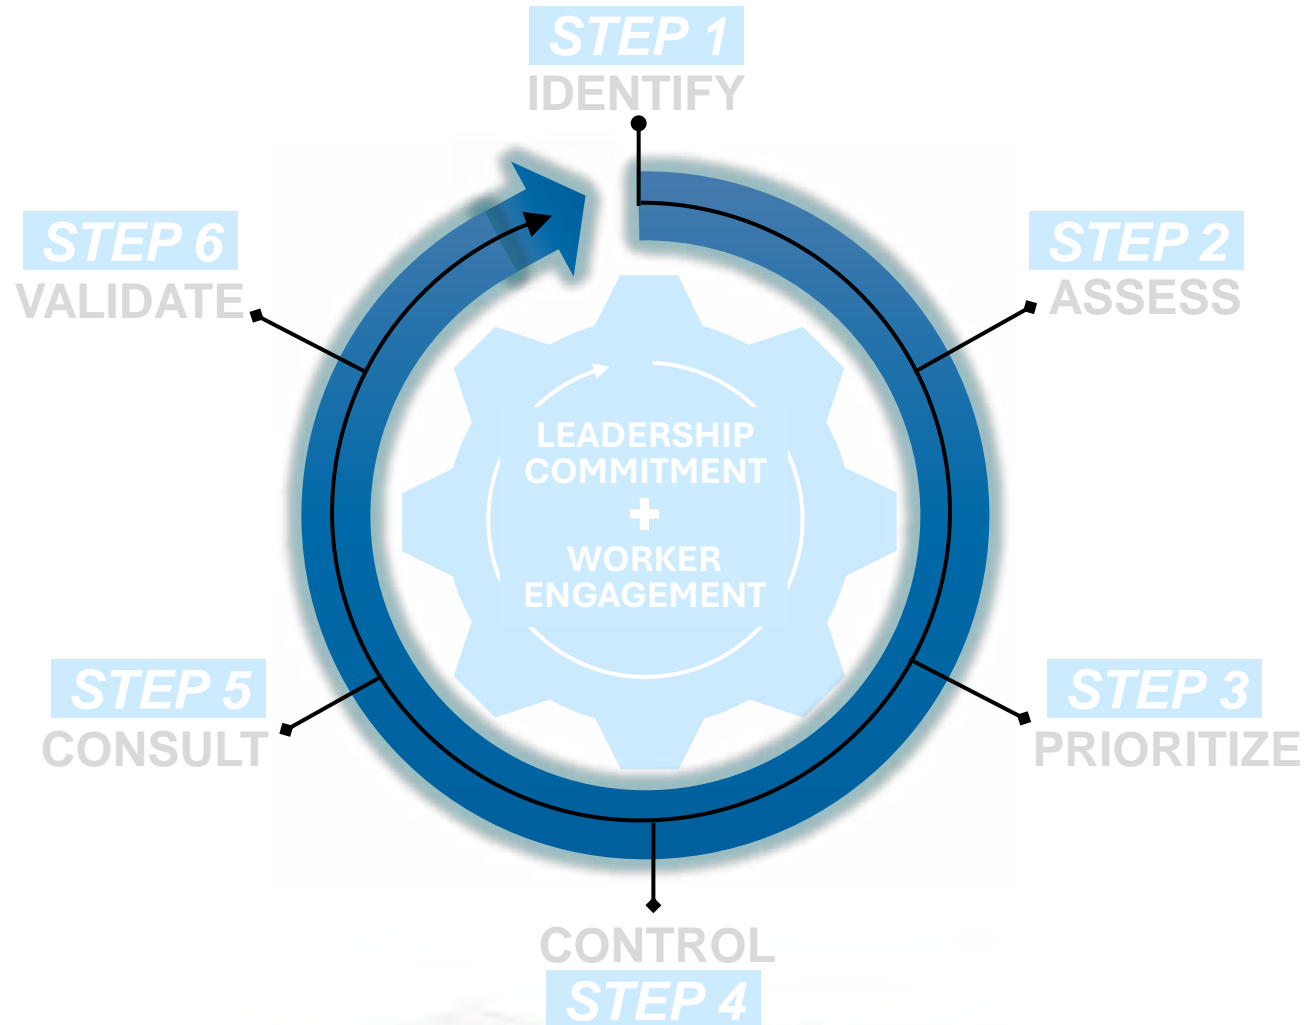 STEP 1
IDENTIFY
STEP 2
ASSESS
STEP 3
PRIORITIZE
CONTROL
STEP 4
STEP 5
CONSULT
STEP 6
VALIDATE
LEADERSHIP
COMMITMENT
+
WORKER
ENGAGEMENT